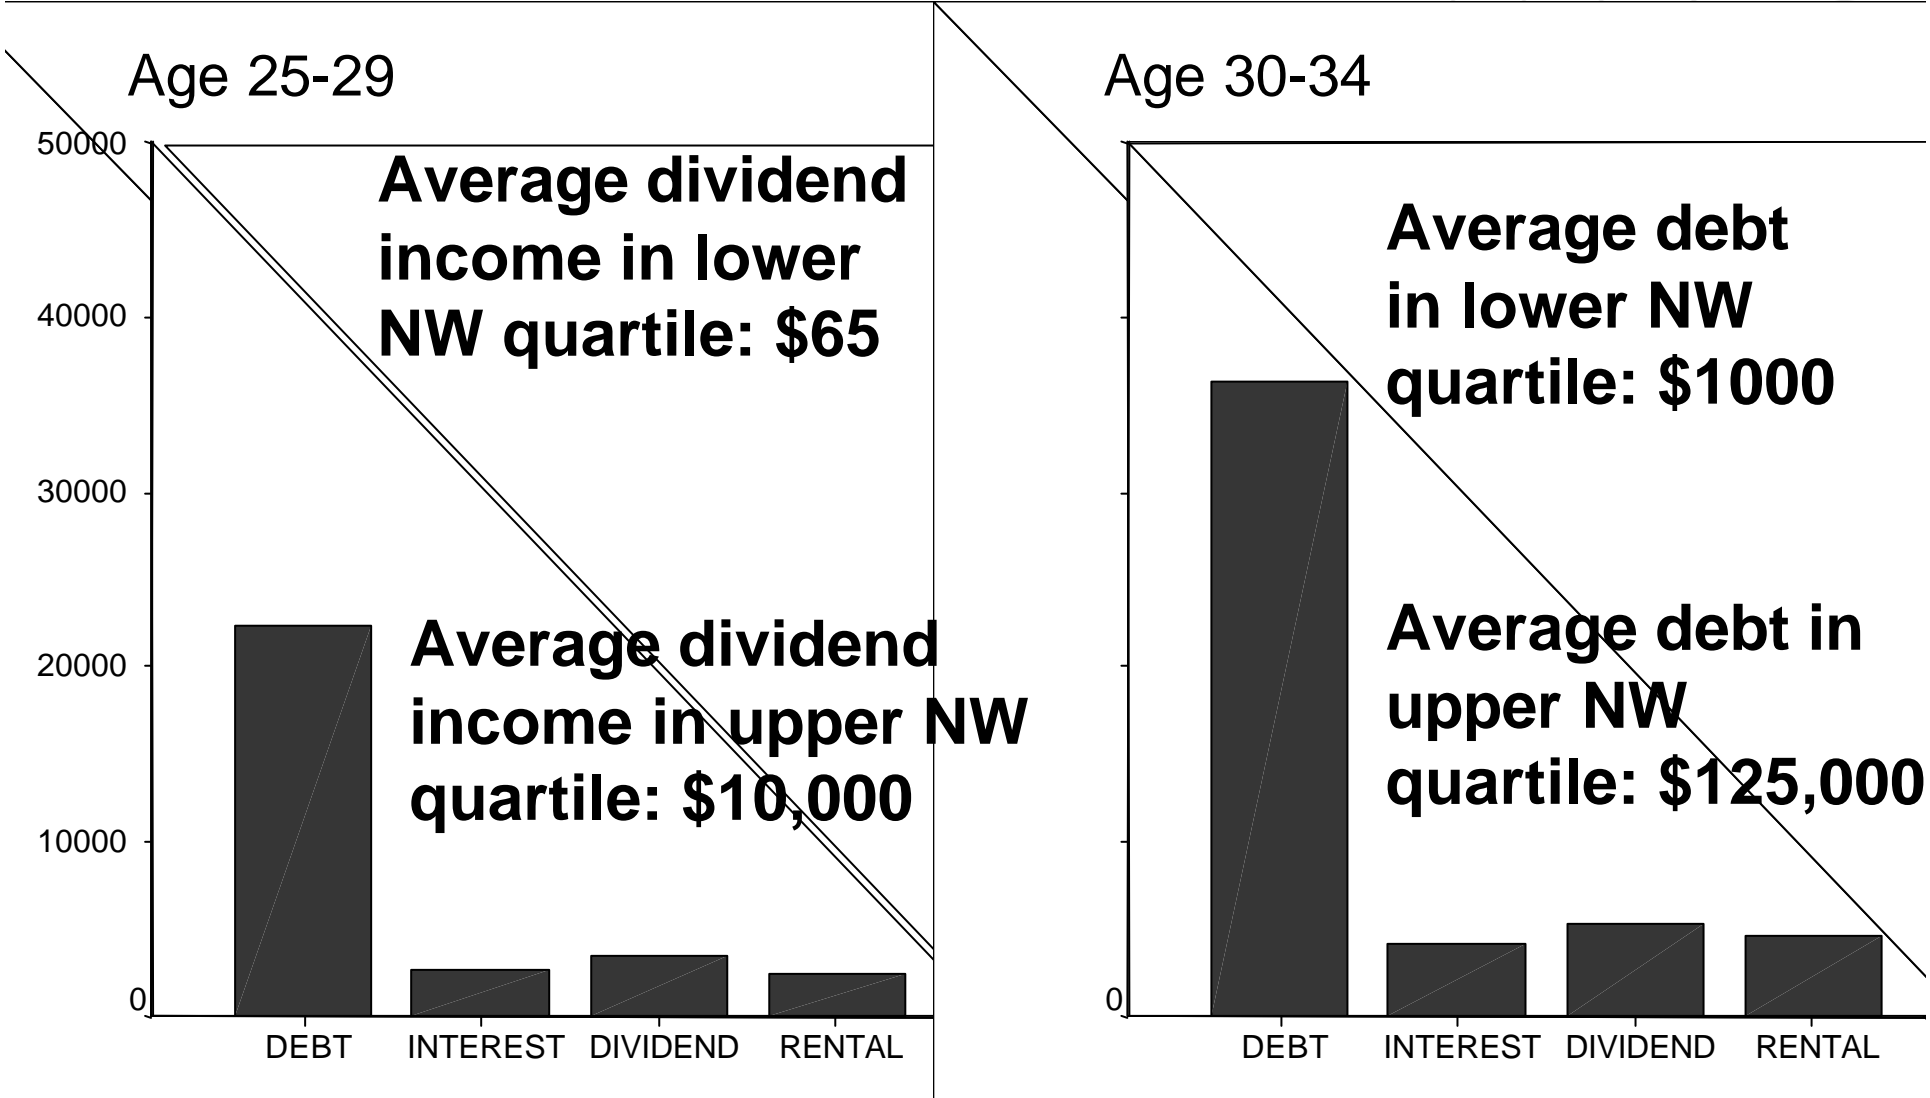 Age 25-29
50000
40000
30000
20000
10000
0
Average dividend
income in lower
NW quartile: $65
Average dividend
income in upper NW
quartile: $10,000
DEBT INTEREST DIVIDEND RENTAL
Age 30-34
Average debt
in lower NW
quartile: $1000
Average debt in
upper NW
quartile: $125,000
0
DEBT INTEREST DIVIDEND RENTAL